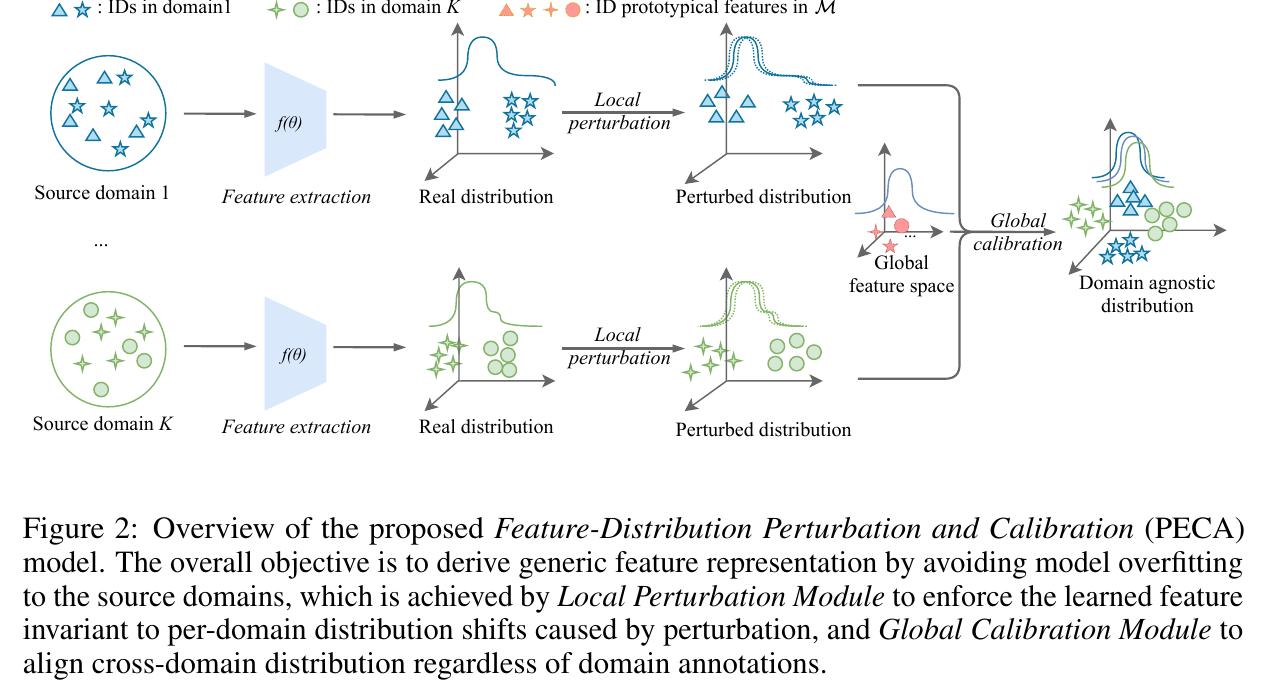 : IDs in domain1 : IDs in domain K : ID prototypical features in M
f(θ)
Local
perturbation
Source domain 1
Feature extraction
Real distribution
Perturbed distribution
...
...
Global
feature space
Global
calibration
Domain agnostic
distribution
f(θ)
Local
perturbation
Source domain K
Feature extraction
Real distribution
Perturbed distribution
Figure 2: Overview of the proposed Feature-Distribution Perturbation and Calibration (PECA)
model. The overall objective is to derive generic feature representation by avoiding model overfitting
to the source domains, which is achieved by Local Perturbation Module to enforce the learned feature
invariant to per-domain distribution shifts caused by perturbation, and Global Calibration Module to
align cross-domain distribution regardless of domain annotations.